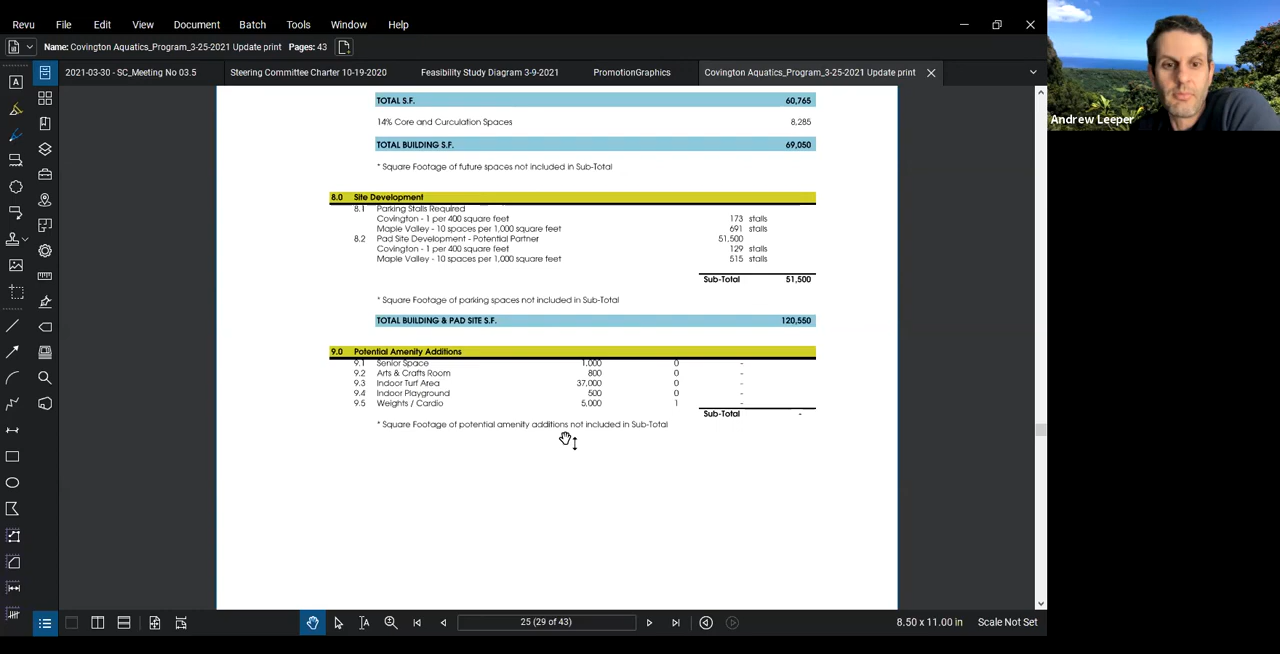 Revu File Edit View Document Batch Tools Window Help
Name: Covington Aquatics_Program_3-25-2021 Update print Pages: 43
2021-03-30 - SC_Meeting No 03.5 Steering Committee Charter 10-19-2020 Feasibility Study Diagram 3-9-2021 PromotionGraphics Covington Aquatics_Program_3-25-2021 Update print
Andrew Leeper
TOTAL S.F. 60,765
14% Core and Curculation Spaces 8,285
TOTAL BUILDING S.F. 69,050
* Square Footage of future spaces not included in Sub-Total
8.0 Site Development
8.1 Parking Stalls Required
Covington - 1 per 400 square feet 173 stalls
Maple Valley - 10 spaces per 1,000 square feet 691 stalls
8.2 Pad Site Development - Potential Partner 51,500
Covington - 1 per 400 square feet 129 stalls
Maple Valley - 10 spaces per 1,000 square feet 515 stalls
Sub-Total 51,500
* Square Footage of parking spaces not included in Sub-Total
TOTAL BUILDING & PAD SITE S.F. 120,550
9.0 Potential Amenity Additions
9.1 Senior Space 1,000 0 -
9.2 Arts & Crafts Room 800 0 -
9.3 Indoor Turf Area 37,000 0 -
9.4 Indoor Playground 500 0 -
9.5 Weights / Cardio 5,000 1 -
Sub-Total -
* Square Footage of potential amenity additions not included in Sub-Total
25 (29 of 43) 8.50 x 11.00 in Scale Not Set